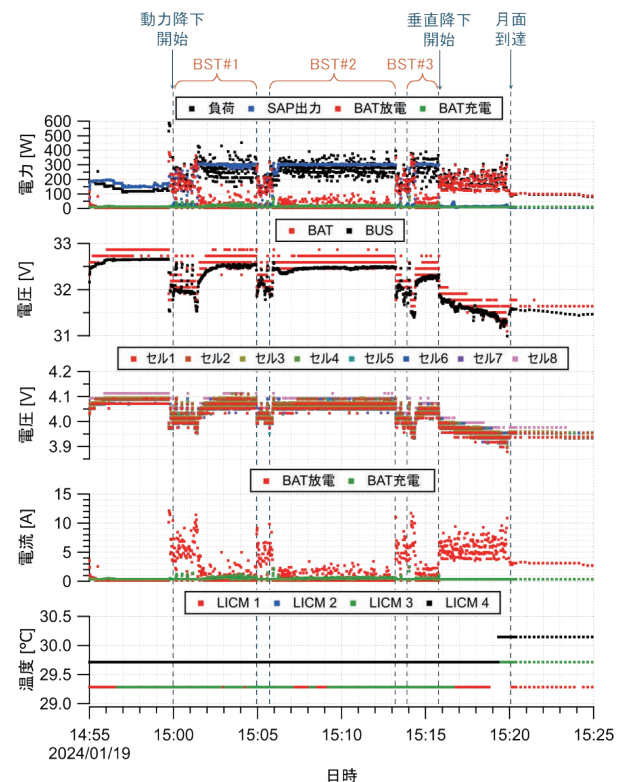 動力降下
開始
垂直降下
開始
月面
到達
BST#1
BST#2
BST#3
負荷 SAP出力 BAT放電 BAT充電
電力 [W]
600
500
400
300
200
100
0
BAT BUS
電圧 [V]
33
32
31
セル1 セル2 セル3 セル4 セル5 セル6 セル7 セル8
電圧 [V]
4.2
4.1
4.0
3.9
BAT放電 BAT充電
電流 [A]
15
10
5
0
LICM 1 LICM 2 LICM 3 LICM 4
温度 [ºC]
30.5
30.0
29.5
29.0
14:55 15:00 15:05 15:10 15:15 15:20 15:25
2024/01/19
日時